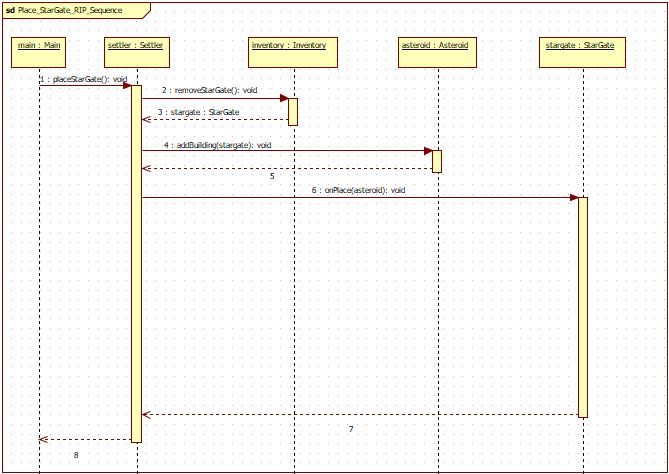 sd Place_StarGate_RIP_Sequence
main : Main
settler : Settler
inventory : Inventory
asteroid : Asteroid
stargate : StarGate
1 : placeStarGate(): void
2 : removeStarGate(): void
3 : stargate : StarGate
4 : addBuilding(stargate): void
5
6 : onPlace(asteroid): void
7
8